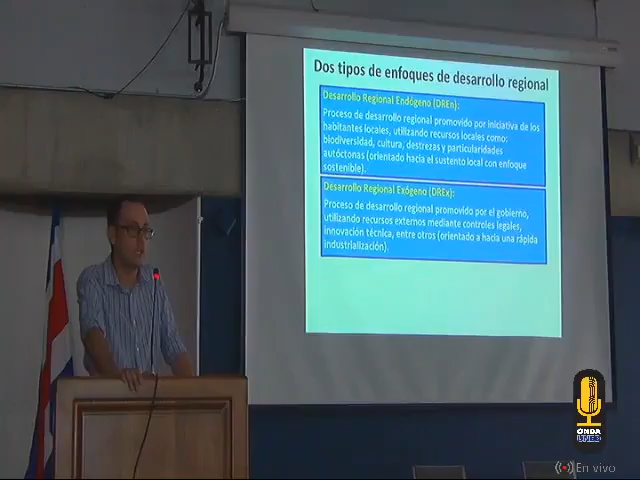 Dos tipos de enfoques de desarrollo regional
Desarrollo Regional Endógeno (DREn):
Proceso de desarrollo regional promovido por iniciativa de los
habitantes locales, utilizando recursos locales como:
biodiversidad, cultura, destrezas y particularidades
autóctonas (orientado hacia el sustento local con enfoque
sostenible).
Desarrollo Regional Exógeno (DREx):
Proceso de desarrollo regional promovido por el gobierno,
utilizando recursos externos mediante controles legales,
innovación técnica, entre otros (orientado a hacia una rápida
industrialización).
ONDA
UNED
En vivo